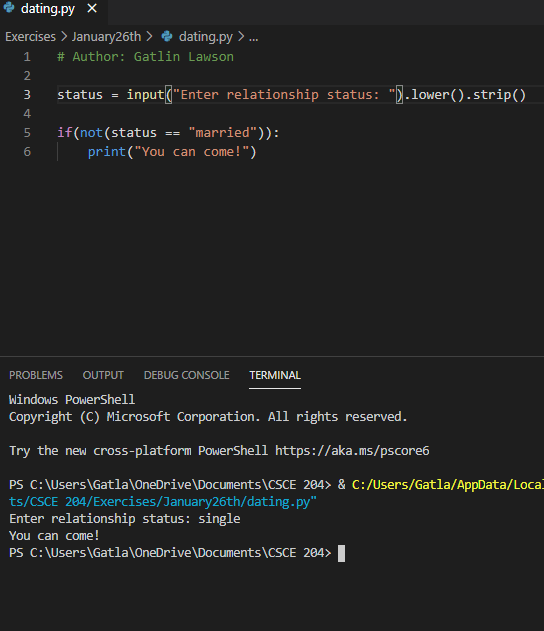 dating.py ×
Exercises > January26th > dating.py > ...
1 # Author: Gatlin Lawson
2
3 status = input("Enter relationship status: ").lower().strip()
4
5 if(not(status == "married")):
6 print("You can come!")
PROBLEMS OUTPUT DEBUG CONSOLE TERMINAL
Windows PowerShell
Copyright (C) Microsoft Corporation. All rights reserved.
Try the new cross-platform PowerShell https://aka.ms/pscore6
PS C:\Users\Gatla\OneDrive\Documents\CSCE 204> & C:/Users/Gatla/AppData/Local
ts/CSCE 204/Exercises/January26th/dating.py"
Enter relationship status: single
You can come!
PS C:\Users\Gatla\OneDrive\Documents\CSCE 204>